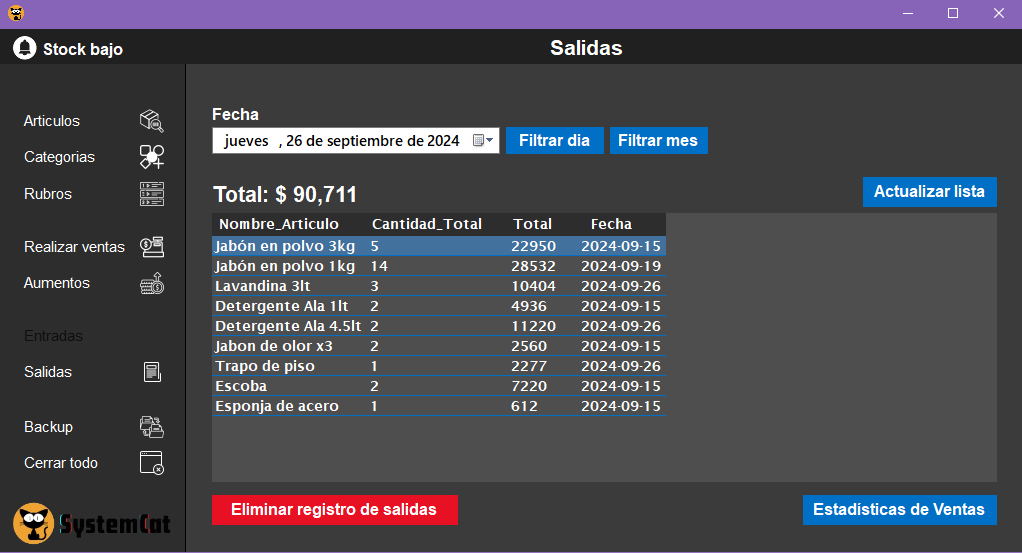 Stock bajo
Salidas
Articulos
Categorias
Rubros
Realizar ventas
Aumentos
Entradas
Salidas
Backup
Cerrar todo
SystemCat
Fecha
jueves , 26 de septiembre de 2024
Filtrar dia
Filtrar mes
Total: $ 90,711
Actualizar lista
Nombre_Articulo Cantidad_Total Total Fecha
Jabón en polvo 3kg 5 22950 2024-09-15
Jabón en polvo 1kg 14 28532 2024-09-19
Lavandina 3lt 3 10404 2024-09-26
Detergente Ala 1lt 2 4936 2024-09-15
Detergente Ala 4.5lt 2 11220 2024-09-26
Jabon de olor x3 2 2560 2024-09-15
Trapo de piso 1 2277 2024-09-26
Escoba 2 7220 2024-09-15
Esponja de acero 1 612 2024-09-15
Eliminar registro de salidas
Estadísticas de Ventas